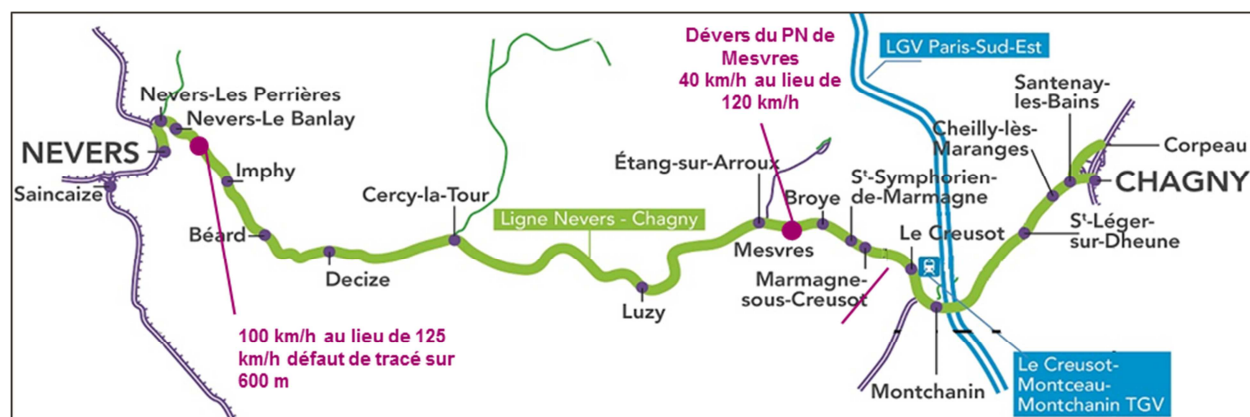 Dévers du PN de
Mesvres
40 km/h au lieu de
120 km/h
LGV Paris-Sud-Est
Santenay-
les-Bains
Nevers-Les Perrières
Nevers-Le Banlay
NEVERS
Saincaize
Imphy
Béard
Decize
Cercy-la-Tour
Ligne Nevers - Chagny
Luzy
Étang-sur-Arroux
Mesvres
Broye
St-Symphorien-
de-Marmagne
Marmagne-
sous-Creusot
Le Creusot
Montchanin
Cheilly-lès-
Maranges
Corpeau
CHAGNY
St-Léger-
sur-Dheune
100 km/h au lieu de 125
km/h défaut de tracé sur
600 m
Le Creusot-
Montceau-
Montchanin TGV